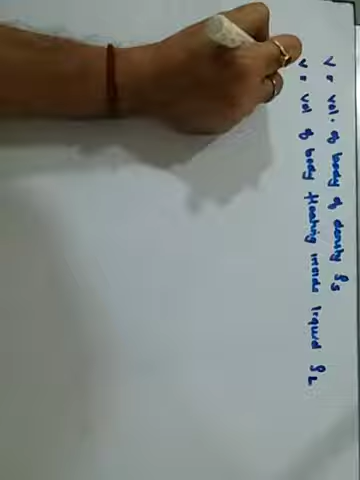 V = vol. of body of density ρs
V = vol of body floating inside liquid ρL